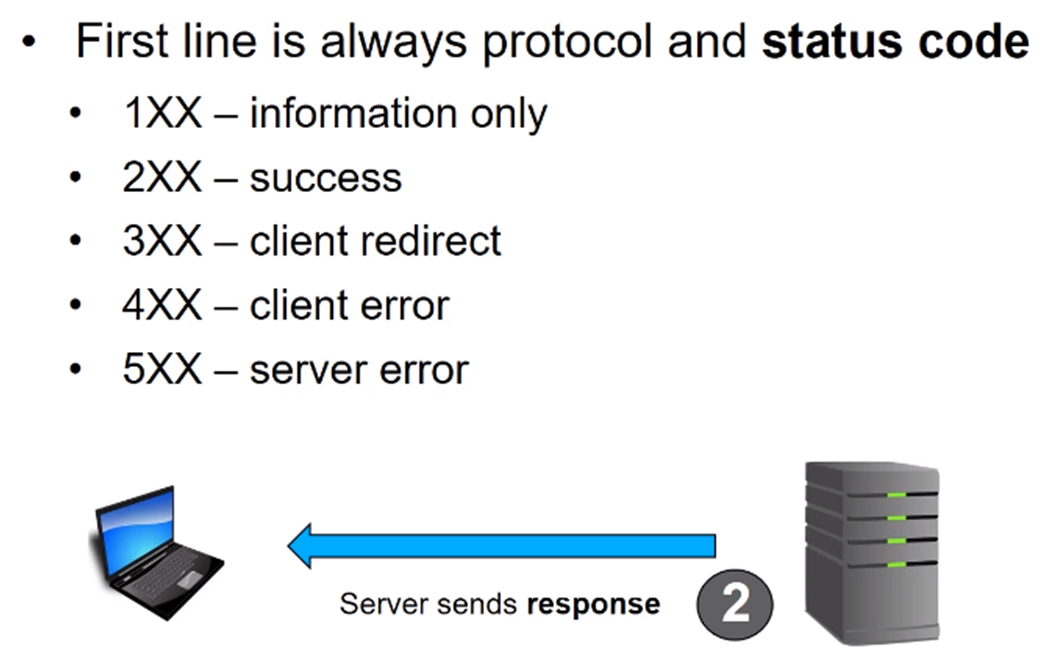 • First line is always protocol and status code
• 1XX – information only
• 2XX – success
• 3XX – client redirect
• 4XX – client error
• 5XX – server error
Server sends response
2